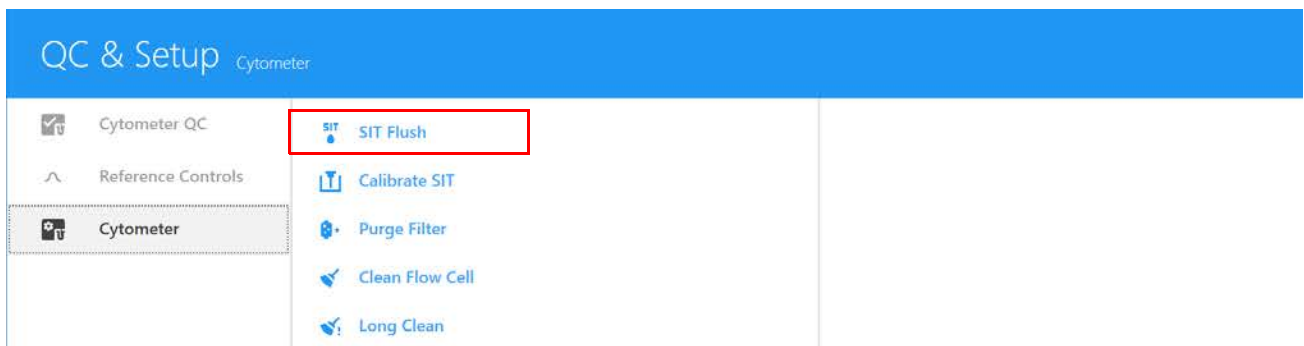 QC & Setup Cytometer
Cytometer QC
Reference Controls
Cytometer
SIT
SIT Flush
Calibrate SIT
Purge Filter
Clean Flow Cell
Long Clean